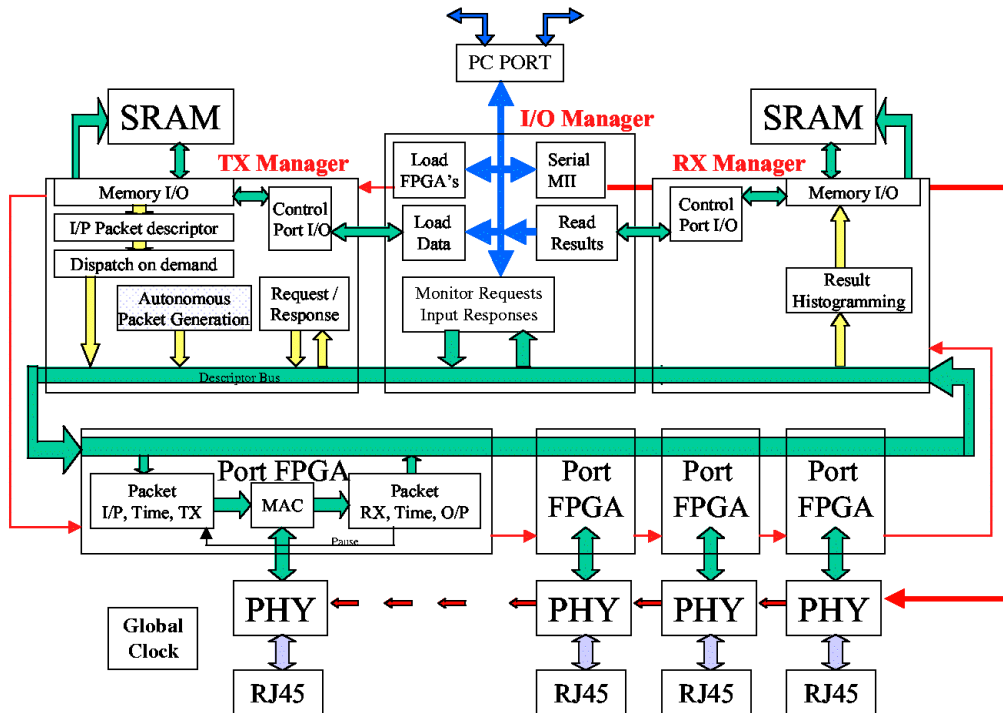 PC PORT
I/O Manager
SRAM
SRAM
TX Manager
RX Manager
Load
FPGA's
Serial
MII
Memory I/O
Control
Port I/O
I/P Packet descriptor
Dispatch on demand
Load
Data
Read
Results
Control
Port I/O
Memory I/O
Autonomous
Packet Generation
Request /
Response
Monitor Requests
Input Responses
Result
Histogramming
Descriptor Bus
Port FPGA
Packet
I/P, Time, TX
MAC
Packet
RX, Time, O/P
Pause
Port
FPGA
Port
FPGA
Port
FPGA
PHY
PHY
PHY
PHY
Global
Clock
RJ45
RJ45
RJ45
RJ45